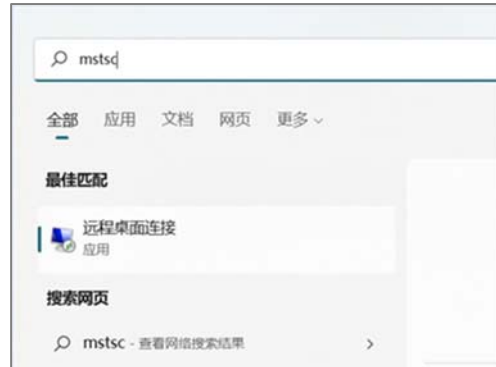 mstsc
全部 应用 文档 网页 更多
最佳匹配
远程桌面连接
应用
搜索网页
mstsc - 查看网络搜索结果